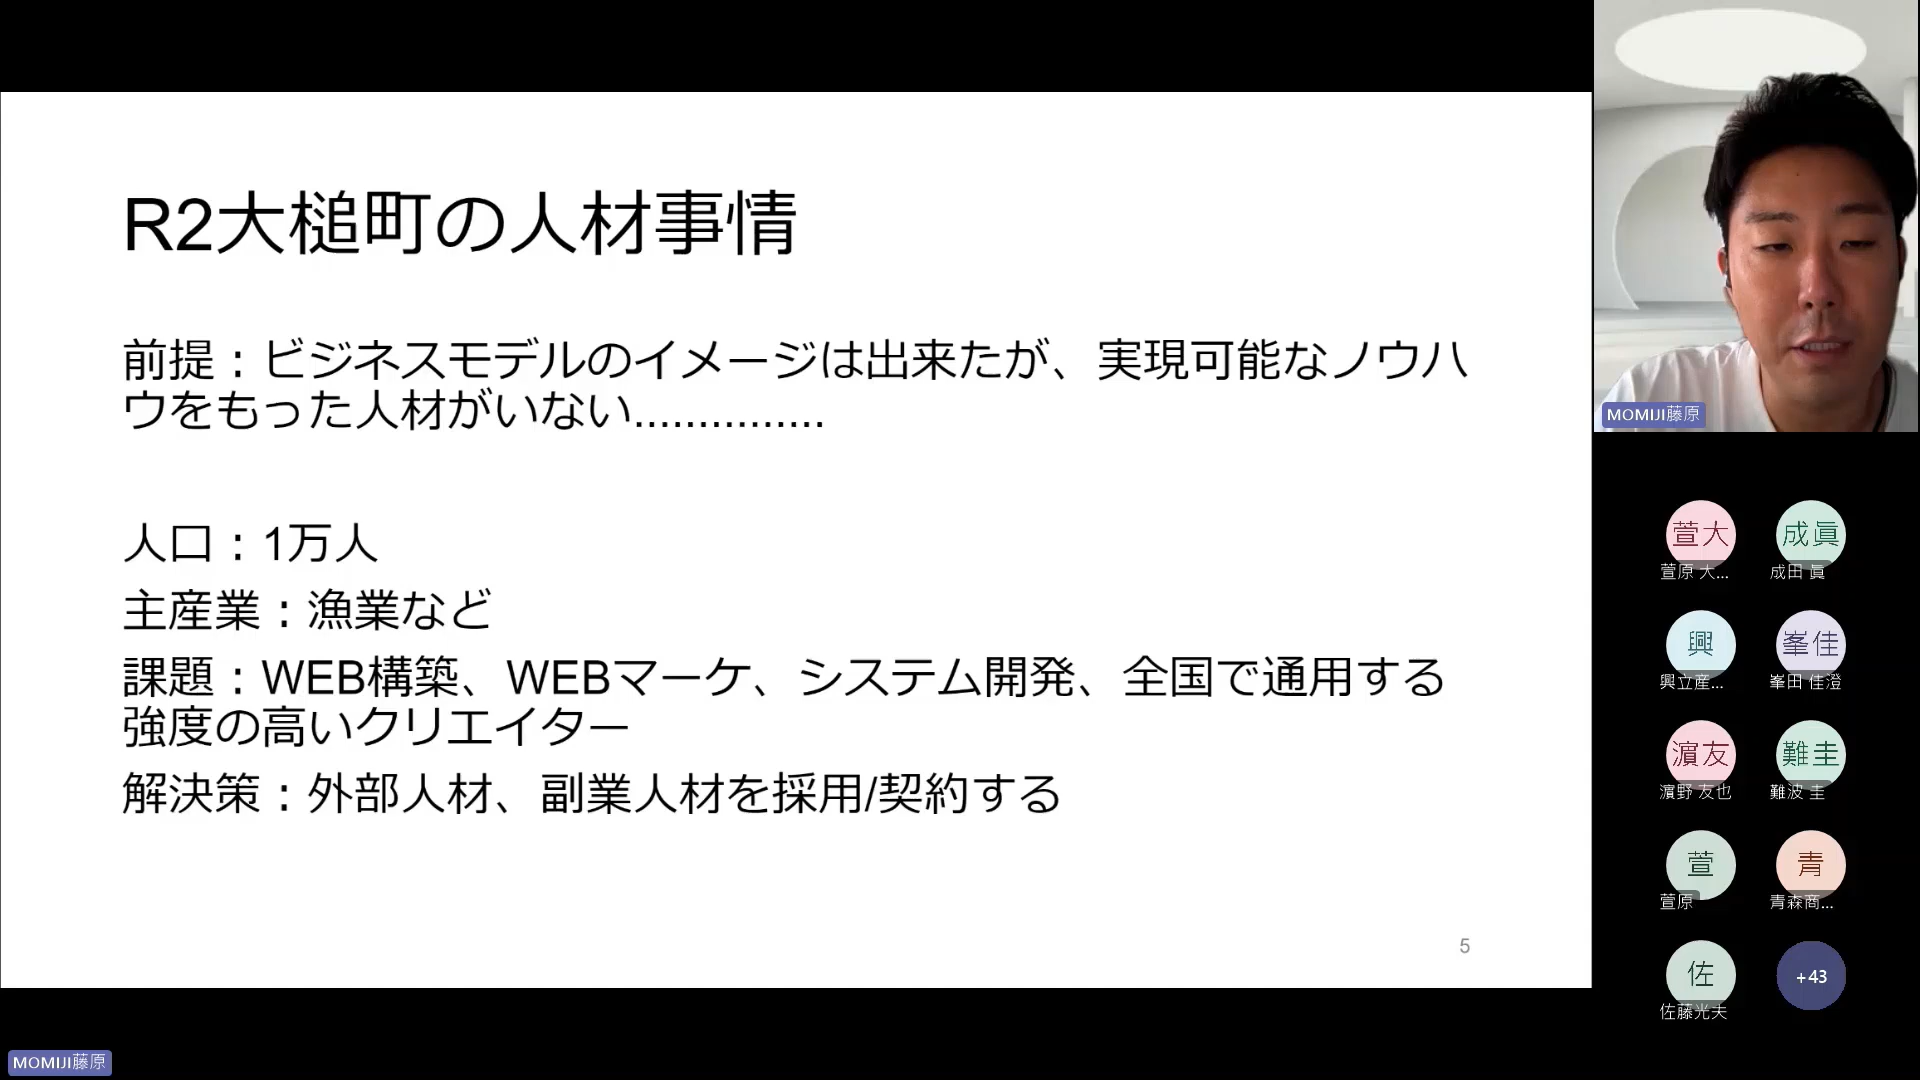 R2大槌町の人材事情
前提：ビジネスモデルのイメージは出来たが、実現可能なノウハ
ウをもった人材がいない...............
人口：1万人
主産業：漁業など
課題：WEB構築、WEBマーケ、システム開発、全国で通用する
強度の高いクリエイター
解決策：外部人材、副業人材を採用/契約する
5
MOMIJI藤原
萱大
萱原 大...
成眞
成田 眞
興
興立産...
峯佳
峯田 佳澄
濵友
濵野 友也
難圭
難波 圭
萱
萱原
青
青森商...
佐
佐藤光夫
+43
MOMIJI藤原